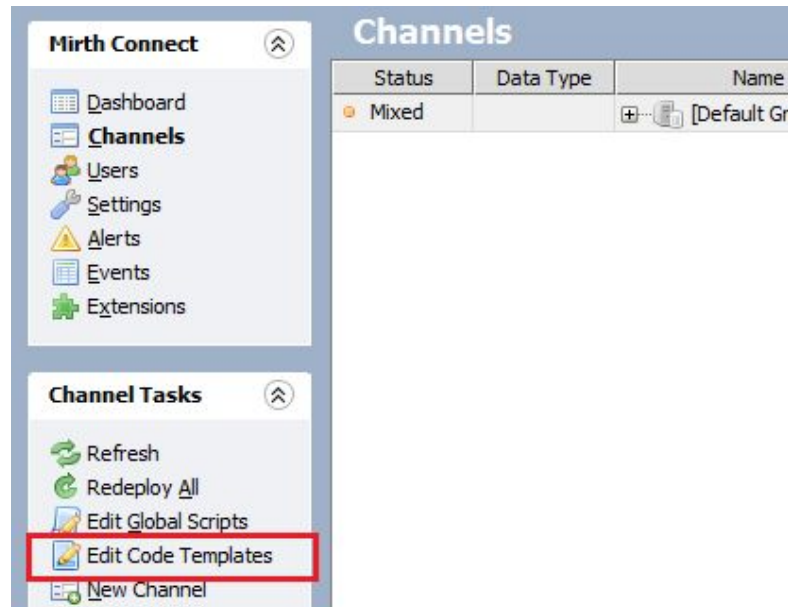 Mirth Connect
Dashboard
Channels
Users
Settings
Alerts
Events
Extensions
Channel Tasks
Refresh
Redeploy All
Edit Global Scripts
Edit Code Templates
New Channel
Channels
Status Data Type Name
Mixed [Default Gr